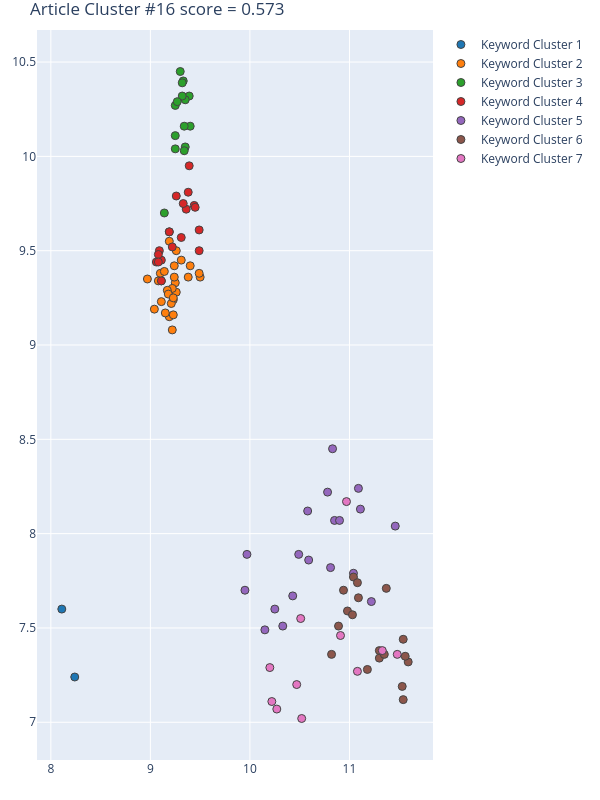 Article Cluster #16 score = 0.573
Keyword Cluster 1
Keyword Cluster 2
Keyword Cluster 3
Keyword Cluster 4
Keyword Cluster 5
Keyword Cluster 6
Keyword Cluster 7
10.5
10
9.5
9
8.5
8
7.5
7
8
9
10
11